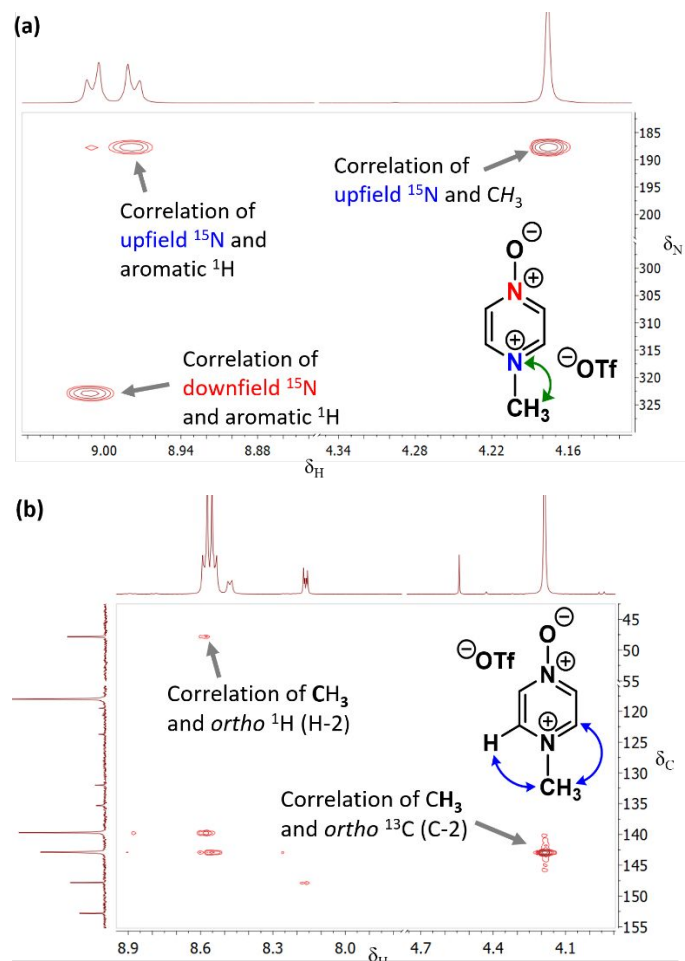 (a)
185
190
195
200
300
305
310
315
320
325
δN
Correlation of
upfield ¹⁵N and
aromatic ¹H
Correlation of
upfield ¹⁵N and CH₃
Correlation of
downfield ¹⁵N
and aromatic ¹H
O⊖
N⊕
⊕
N
⊖OTf
CH₃
9.00 8.94 8.88 4.34 4.28 4.22 4.16
δH
(b)
45
50
55
120
125
130
135
140
145
150
155
δC
Correlation of CH₃
and ortho ¹H (H-2)
Correlation of CH₃
and ortho ¹³C (C-2)
⊖OTf
O⊖
N⊕
⊕
H N
CH₃
8.9 8.6 8.3 8.0 4.7 4.4 4.1
δH